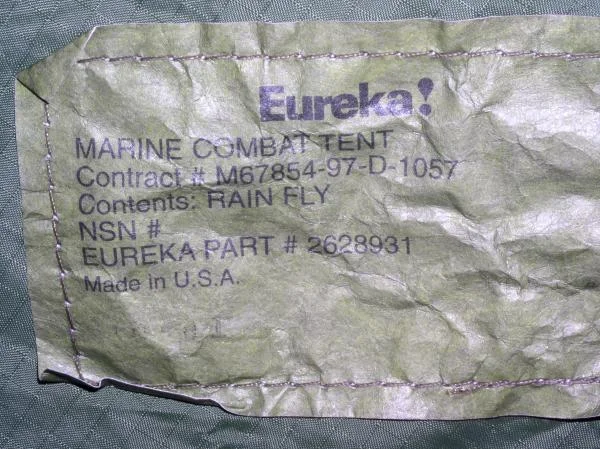 Eureka!
MARINE COMBAT TENT
Contract # M67854-97-D-1057
Contents: RAIN FLY
NSN #
EUREKA PART # 2628931
Made in U.S.A.